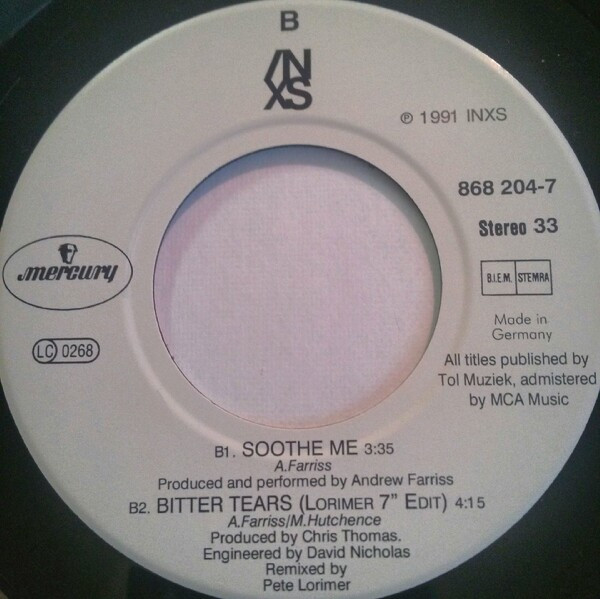 B
INXS
℗ 1991 INXS
868 204-7
Stereo 33
mercury
B.I.E.M. STEMRA
LC 0268
Made in
Germany
All titles published by
Tol Muziek, admistered
by MCA Music
B1. SOOTHE ME 3:35
A.Farriss
Produced and performed by Andrew Farriss
B2. BITTER TEARS (LORIMER 7" EDIT) 4:15
A.Farriss/M.Hutchence
Produced by Chris Thomas.
Engineered by David Nicholas
Remixed by
Pete Lorimer